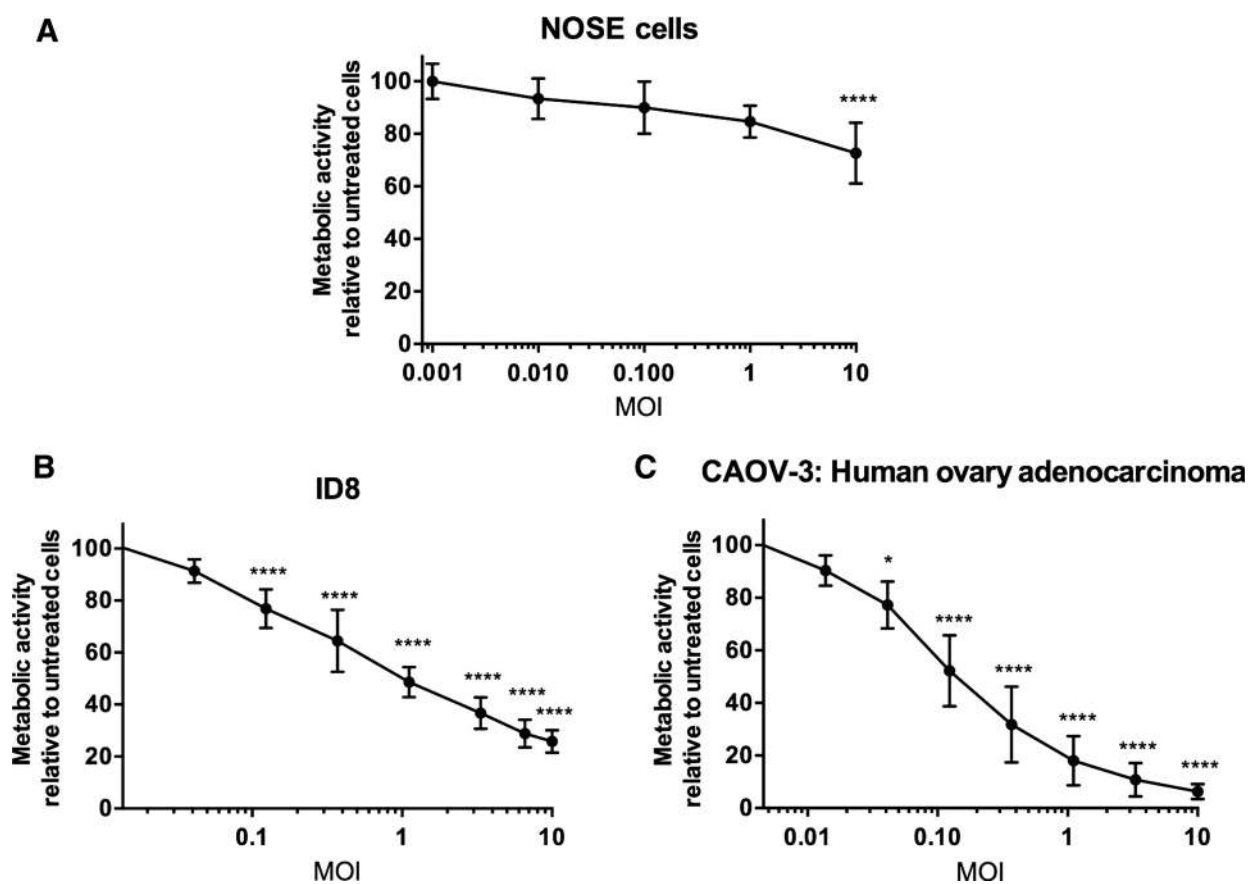 A
NOSE cells
Metabolic activity
relative to untreated cells
100
80
60
40
20
0
****
0.001 0.010 0.100 1 10
MOI
B
ID8
Metabolic activity
relative to untreated cells
100
80
60
40
20
0
****
****
****
****
****
****
0.1 1 10
MOI
C
CAOV-3: Human ovary adenocarcinoma
Metabolic activity
relative to untreated cells
100
80
60
40
20
0
*
****
****
****
****
****
0.01 0.10 1 10
MOI